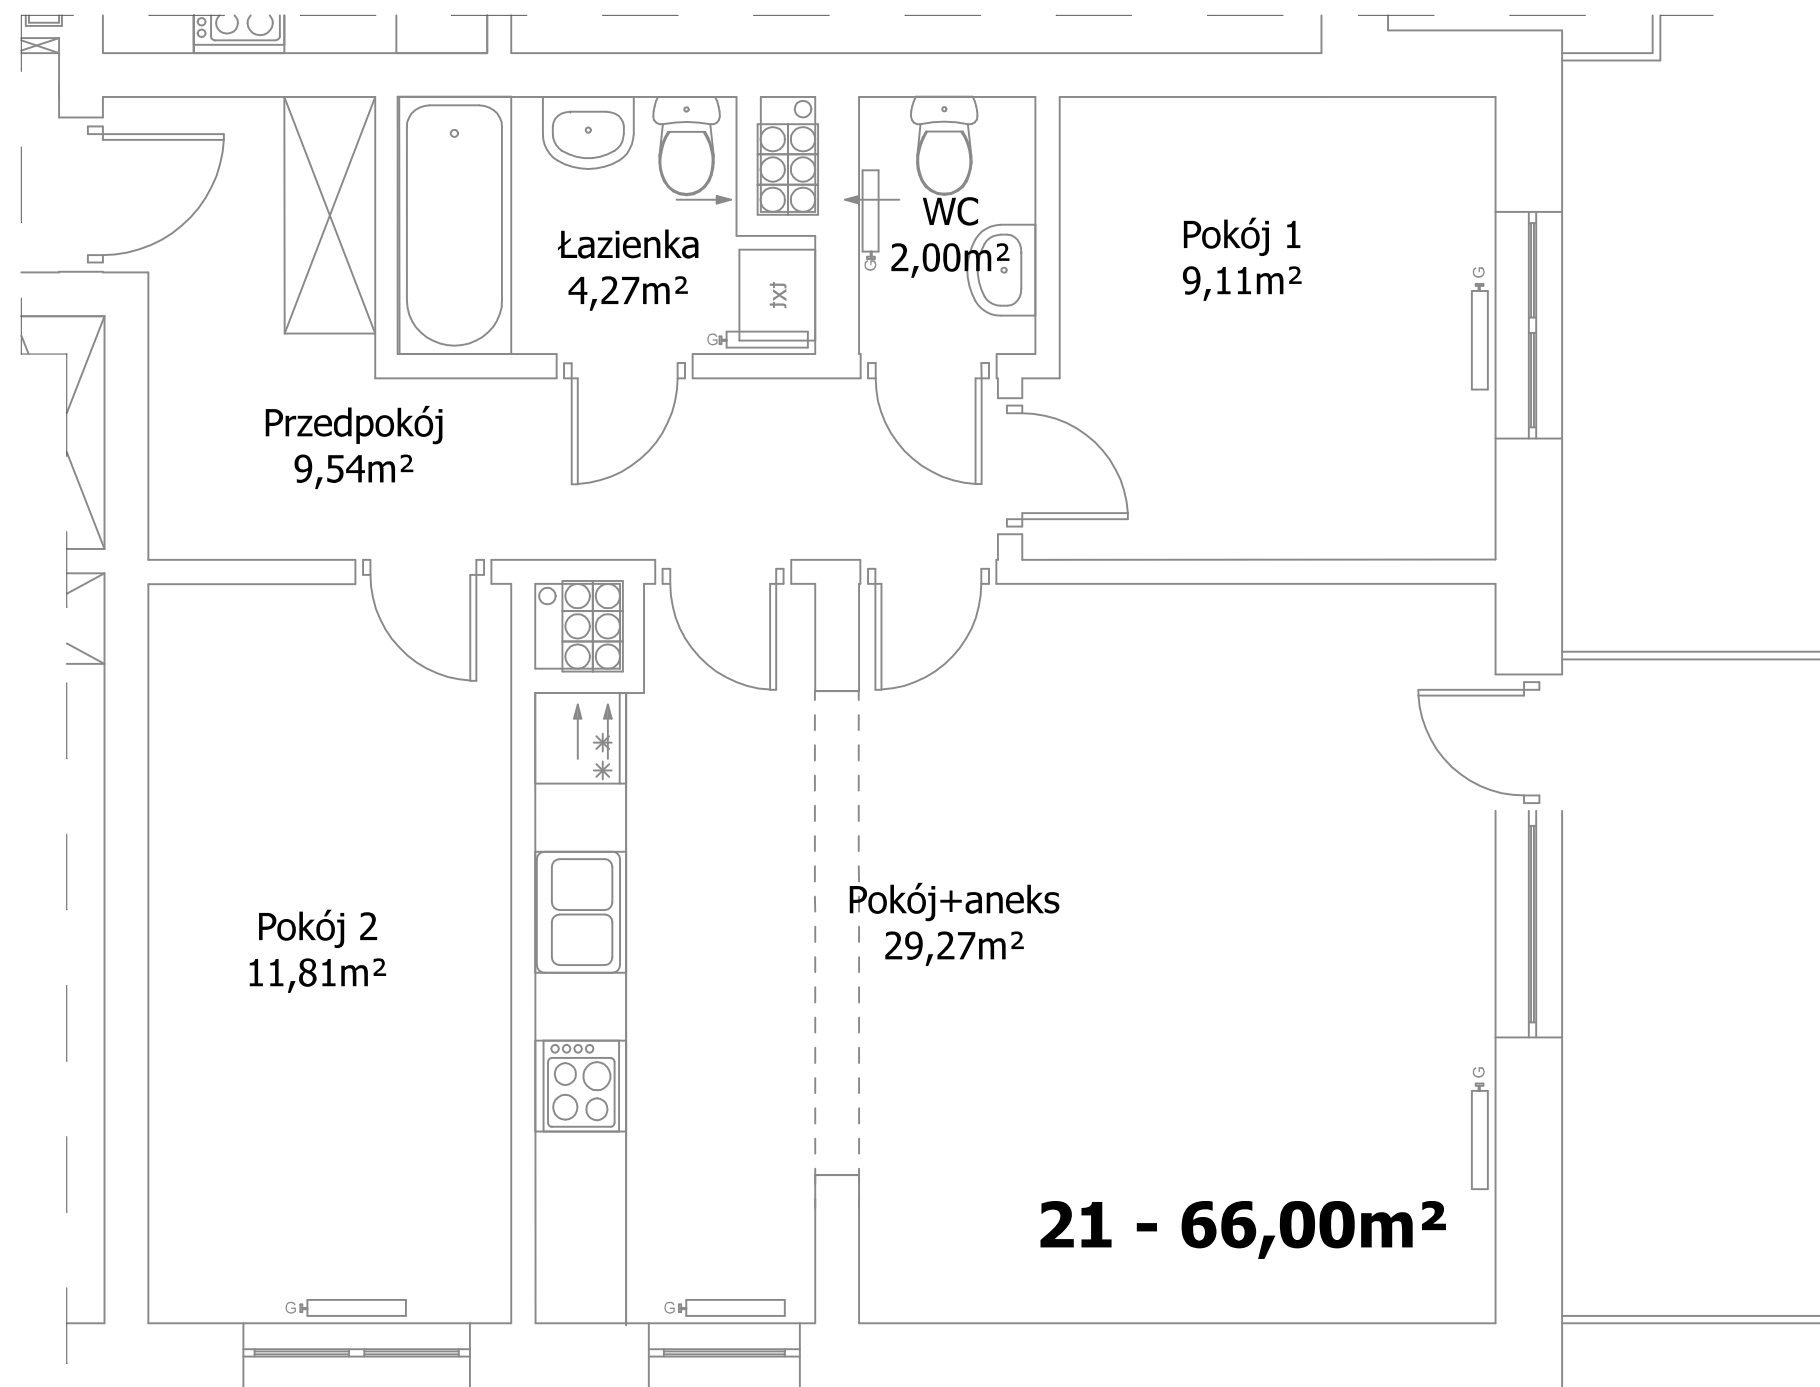 Łazienka
4,27m²
WC
2,00m²
Pokój 1
9,11m²
G
G
G
Przedpokój
9,54m²
Pokój+aneks
29,27m²
Pokój 2
11,81m²
G
21 - 66,00m²
G
G